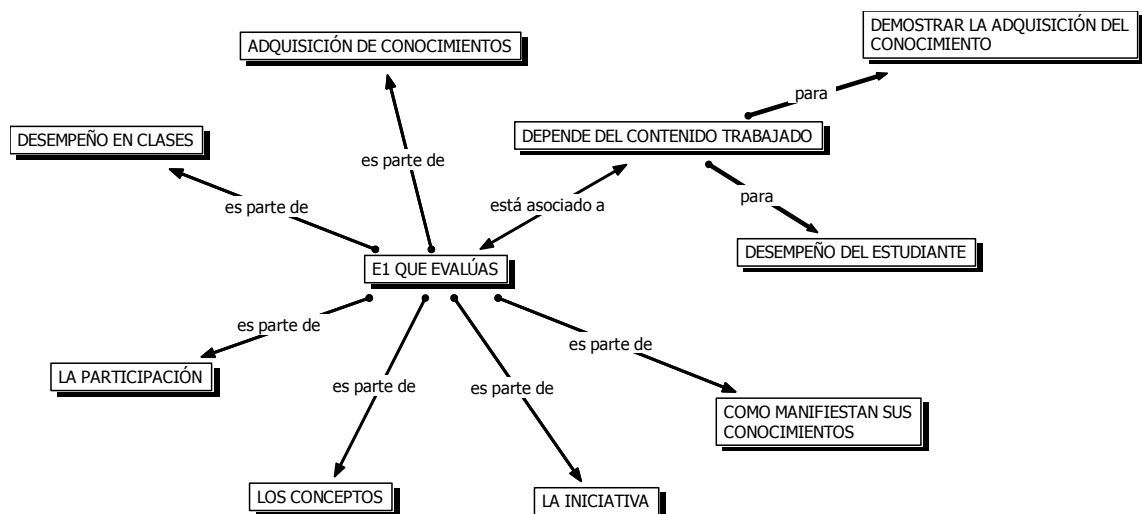 DEMOSTRAR LA ADQUISICIÓN DEL
CONOCIMIENTO
ADQUISICIÓN DE CONOCIMIENTOS
para
DESEMPEÑO EN CLASES
DEPENDE DEL CONTENIDO TRABAJADO
es parte de
es parte de
está asociado a
para
DESEMPEÑO DEL ESTUDIANTE
E1 QUE EVALÚAS
es parte de
es parte de
LA PARTICIPACIÓN
es parte de
es parte de
COMO MANIFIESTAN SUS
CONOCIMIENTOS
LOS CONCEPTOS
LA INICIATIVA